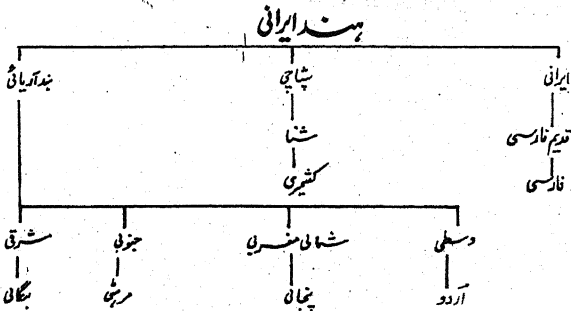 ہند ایرانی
ایرانی پشاچی ہند آریائی
قدیم فارسی شنا
فارسی کشمیری
وسطی شمالی مغربی جنوبی مشرقی
اردو پنجابی مرہٹی بنگالی